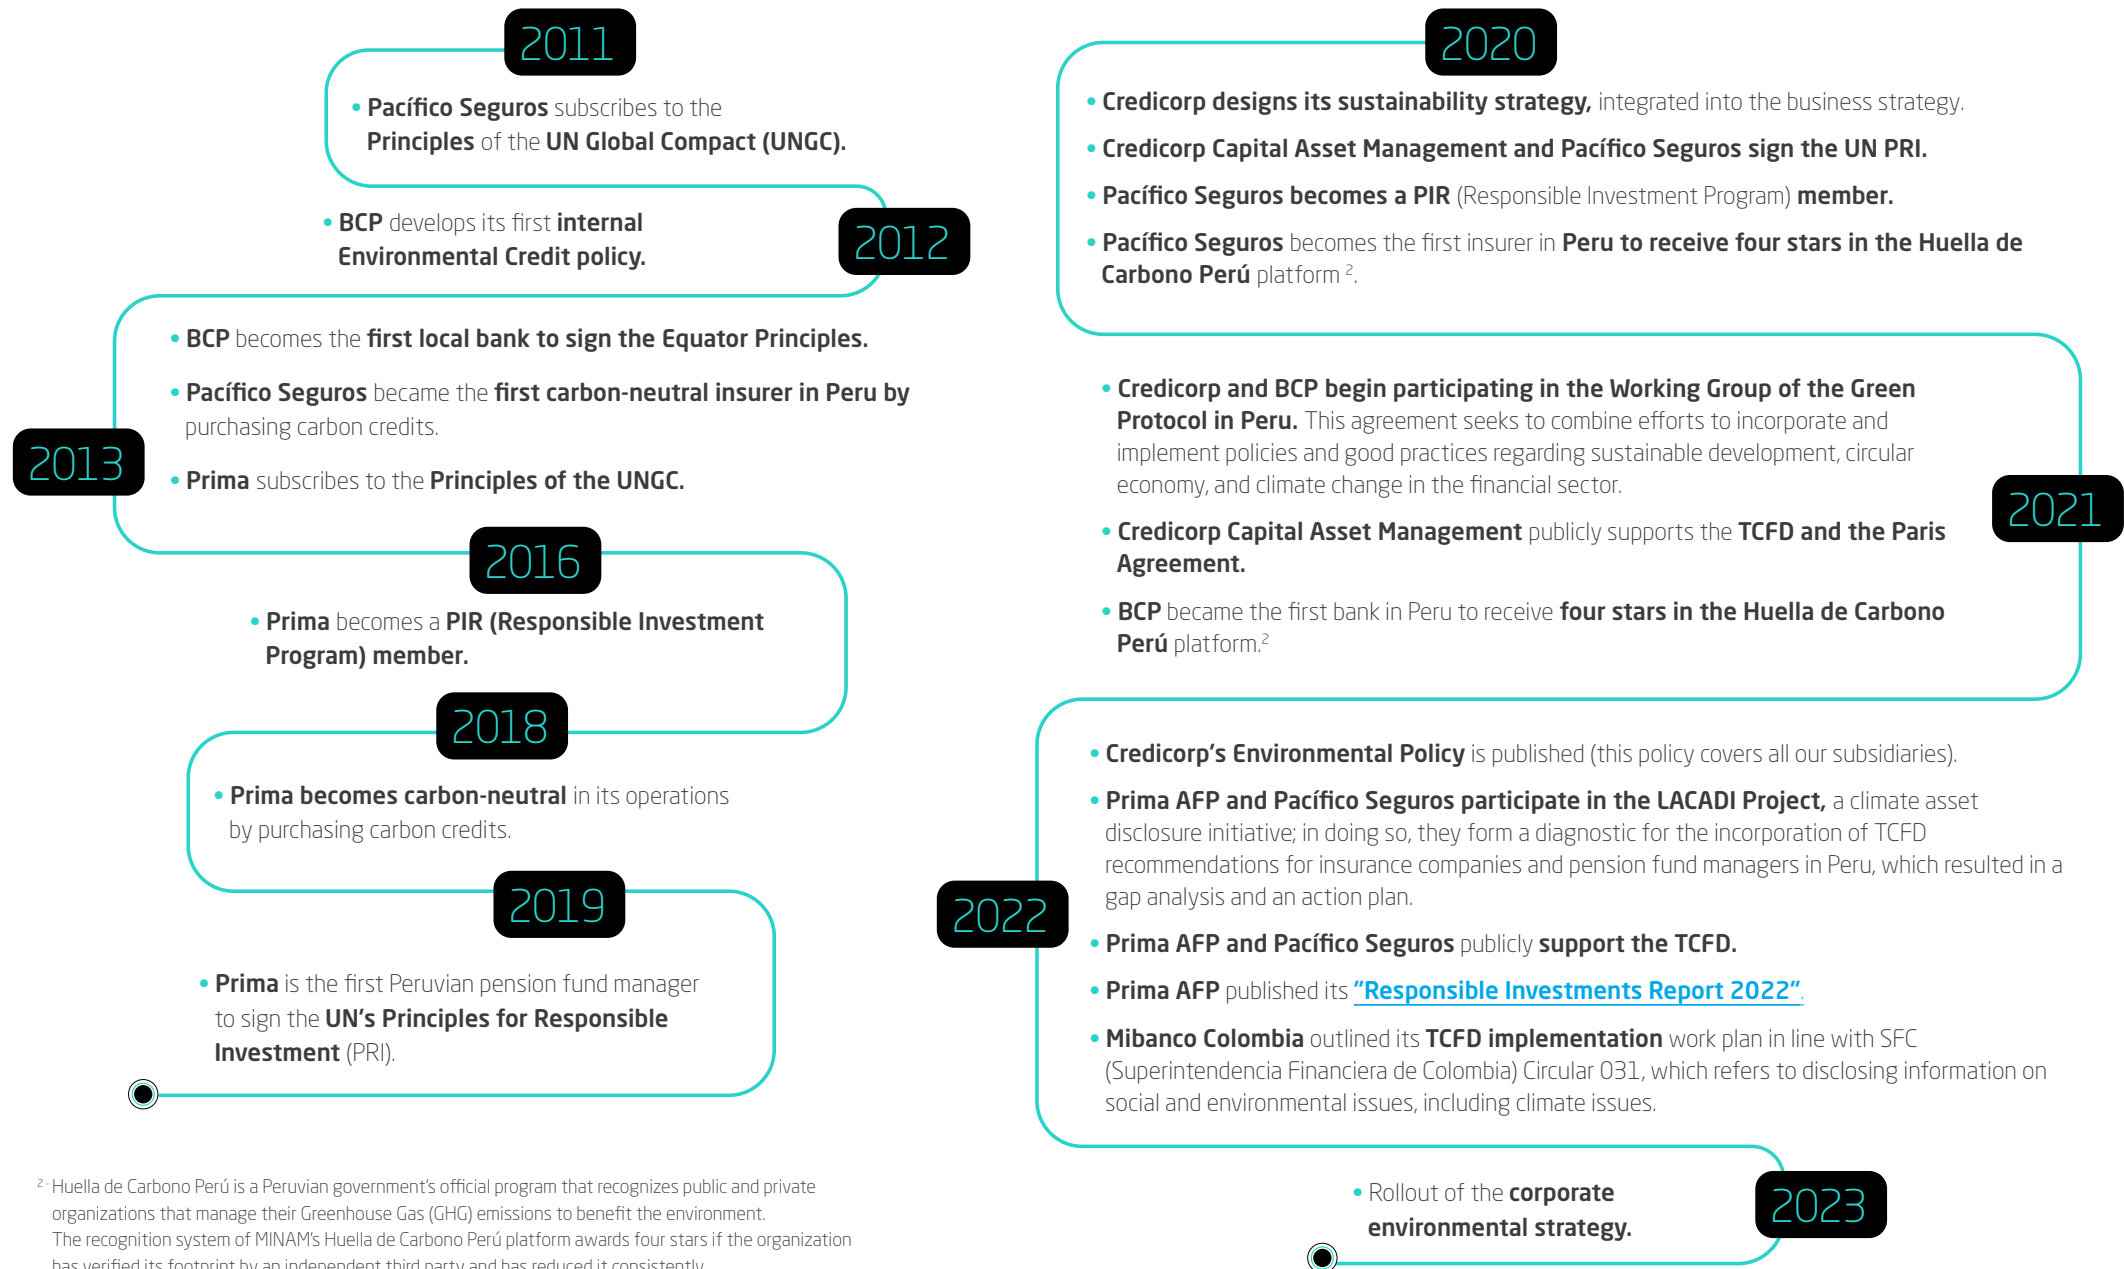 2011
• Pacífico Seguros subscribes to the
Principles of the UN Global Compact (UNGC).
• BCP develops its first internal
Environmental Credit policy.
2012
• BCP becomes the first local bank to sign the Equator Principles.
• Pacífico Seguros became the first carbon-neutral insurer in Peru by
purchasing carbon credits.
2013
• Prima subscribes to the Principles of the UNGC.
2016
• Prima becomes a PIR (Responsible Investment
Program) member.
2018
• Prima becomes carbon-neutral in its operations
by purchasing carbon credits.
2019
• Prima is the first Peruvian pension fund manager
to sign the UN's Principles for Responsible
Investment (PRI).
2 - Huella de Carbono Perú is a Peruvian government's official program that recognizes public and private
organizations that manage their Greenhouse Gas (GHG) emissions to benefit the environment.
The recognition system of MINAM's Huella de Carbono Perú platform awards four stars if the organization
has verified its footprint by an independent third party and has reduced it consistently.
2020
• Credicorp designs its sustainability strategy, integrated into the business strategy.
• Credicorp Capital Asset Management and Pacífico Seguros sign the UN PRI.
• Pacífico Seguros becomes a PIR (Responsible Investment Program) member.
• Pacífico Seguros becomes the first insurer in Peru to receive four stars in the Huella de
Carbono Perú platform 2.
• Credicorp and BCP begin participating in the Working Group of the Green
Protocol in Peru. This agreement seeks to combine efforts to incorporate and
implement policies and good practices regarding sustainable development, circular
economy, and climate change in the financial sector.
2021
• Credicorp Capital Asset Management publicly supports the TCFD and the Paris
Agreement.
• BCP became the first bank in Peru to receive four stars in the Huella de Carbono
Perú platform.2
• Credicorp's Environmental Policy is published (this policy covers all our subsidiaries).
• Prima AFP and Pacífico Seguros participate in the LACADI Project, a climate asset
disclosure initiative; in doing so, they form a diagnostic for the incorporation of TCFD
recommendations for insurance companies and pension fund managers in Peru, which resulted in a
gap analysis and an action plan.
2022
• Prima AFP and Pacífico Seguros publicly support the TCFD.
• Prima AFP published its "Responsible Investments Report 2022".
• Mibanco Colombia outlined its TCFD implementation work plan in line with SFC
(Superintendencia Financiera de Colombia) Circular 031, which refers to disclosing information on
social and environmental issues, including climate issues.
• Rollout of the corporate
environmental strategy.
2023